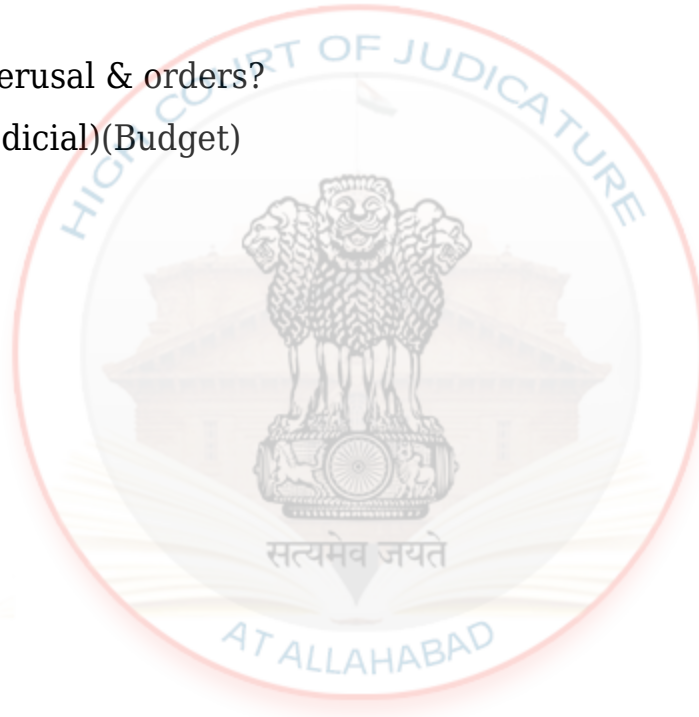 erusal & orders?
dicial)(Budget)
HIGH COURT OF JUDICATURE
सत्यमेव जयते
AT ALLAHABAD